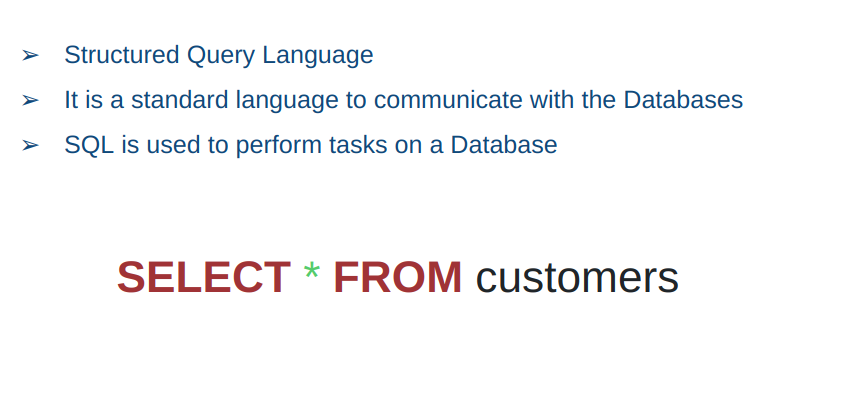 ➢ Structured Query Language
➢ It is a standard language to communicate with the Databases
➢ SQL is used to perform tasks on a Database
SELECT * FROM customers